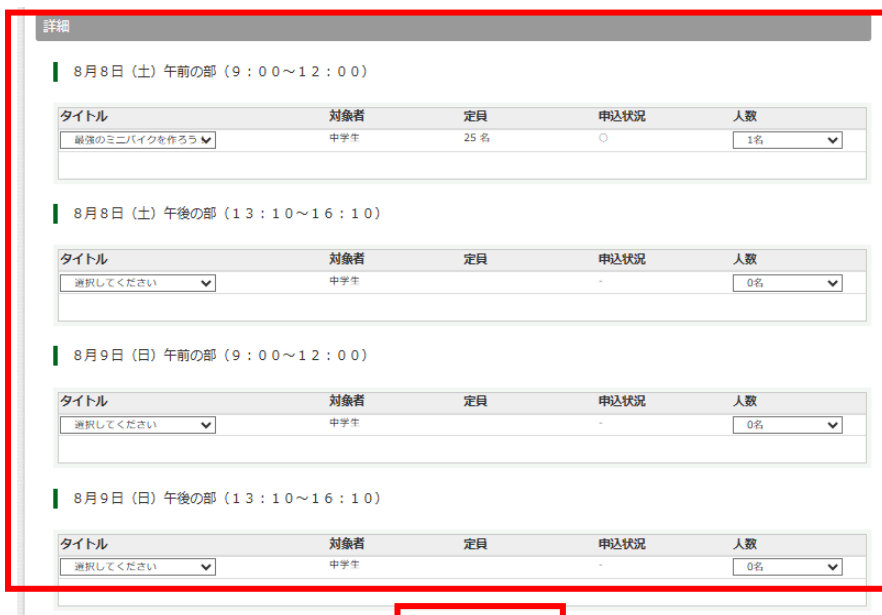 詳細
8月8日（土）午前の部（9：00～12：00）
タイトル 対象者 定員 申込状況 人数
最強のミニバイクを作ろう 中学生 25 名 ○ 1名
8月8日（土）午後の部（13：10～16：10）
タイトル 対象者 定員 申込状況 人数
選択してください 中学生 - 0名
8月9日（日）午前の部（9：00～12：00）
タイトル 対象者 定員 申込状況 人数
選択してください 中学生 - 0名
8月9日（日）午後の部（13：10～16：10）
タイトル 対象者 定員 申込状況 人数
選択してください 中学生 - 0名